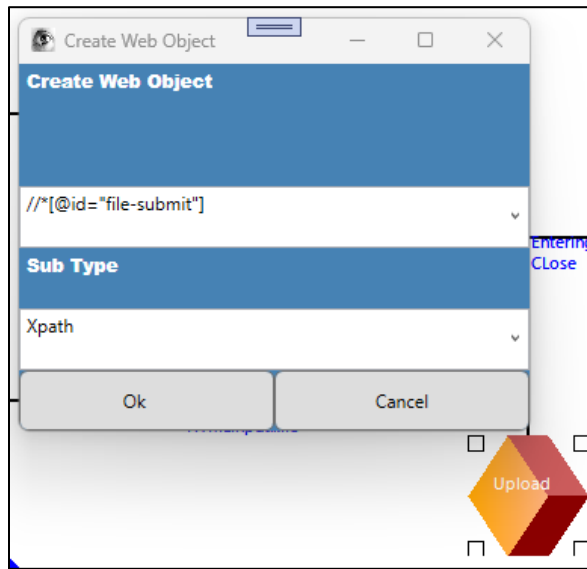 Create Web Object
Create Web Object
//*[@id="file-submit"]
Sub Type
Xpath
Ok
Cancel
Entering
CLose
Upload